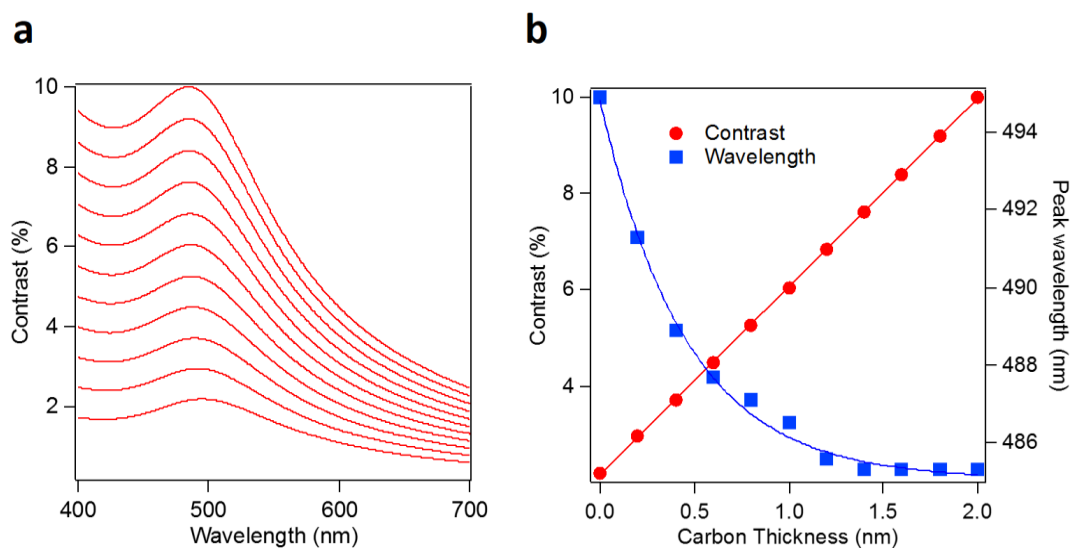 a
10
8
6
4
2
Contrast (%)
400
500
600
700
Wavelength (nm)
b
10
8
6
4
Contrast (%)
Contrast
Wavelength
494
492
490
488
486
Peak wavelength (nm)
0.0
0.5
1.0
1.5
2.0
Carbon Thickness (nm)